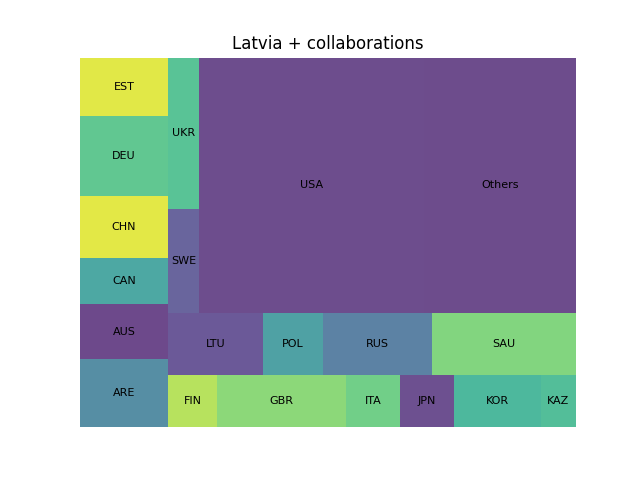 Latvia + collaborations
EST
UKR
DEU
USA
Others
CHN
SWE
CAN
AUS
LTU
POL
RUS
SAU
ARE
FIN
GBR
ITA
JPN
KOR
KAZ